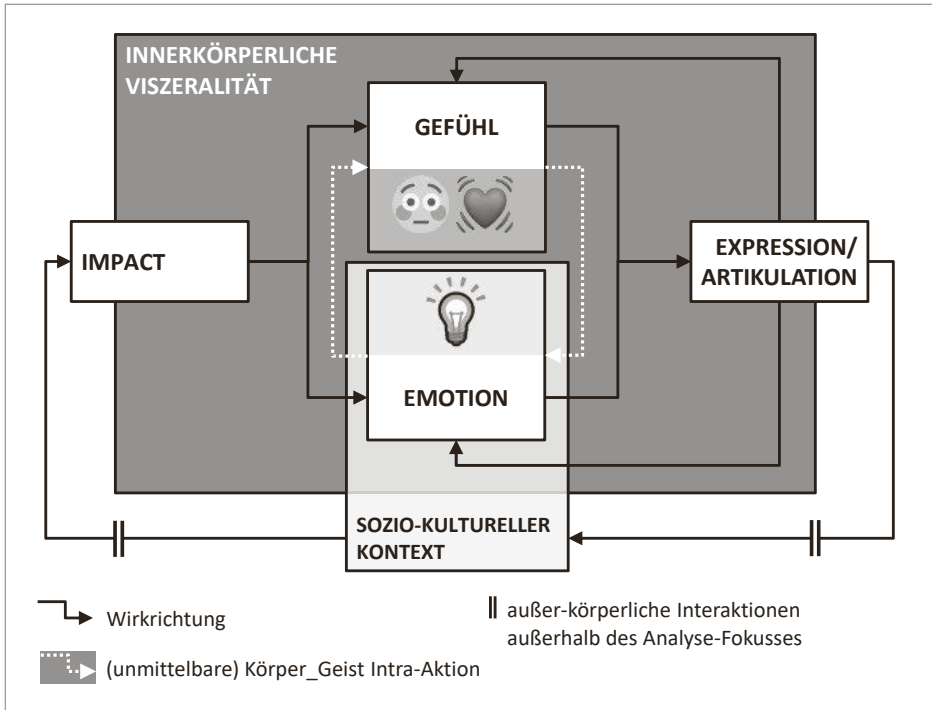 INNERKÖRPERLICHE
VISZERALITÄT
GEFÜHL
IMPACT
EXPRESSION/
ARTIKULATION
EMOTION
SOZIO-KULTURELLER
KONTEXT
Wirkrichtung
(unmittelbare) Körper_Geist Intra-Aktion
außer-körperliche Interaktionen
außerhalb des Analyse-Fokusses